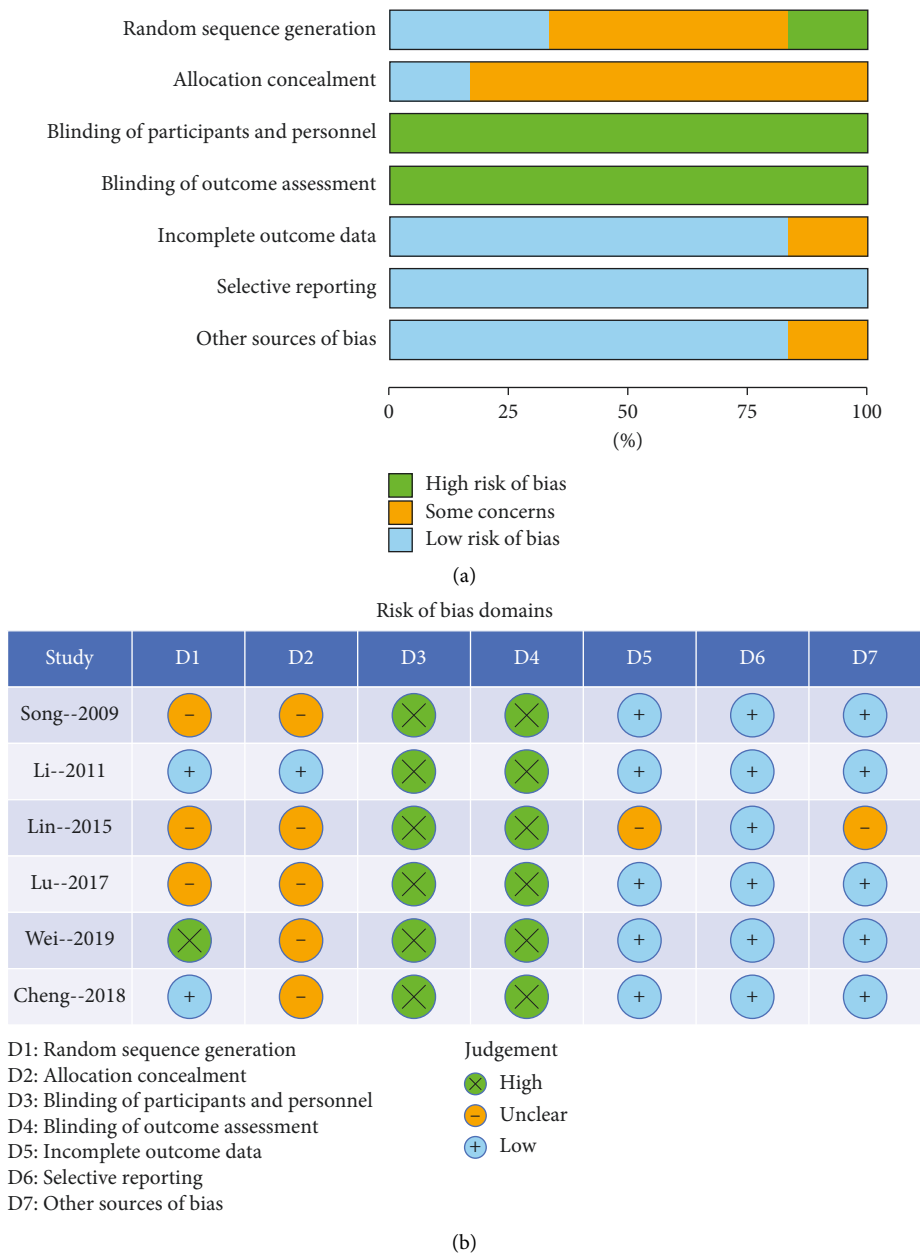 Random sequence generation
Allocation concealment
Blinding of participants and personnel
Blinding of outcome assessment
Incomplete outcome data
Selective reporting
Other sources of bias
0 25 50 75 100
(%)
High risk of bias
Some concerns
Low risk of bias
(a)
Risk of bias domains
Study D1 D2 D3 D4 D5 D6 D7
Song--2009 − − X X + + +
Li--2011 + + X X + + +
Lin--2015 − − X X − + −
Lu--2017 − − X X + + +
Wei--2019 X − X X + + +
Cheng--2018 + − X X + + +
D1: Random sequence generation
D2: Allocation concealment
D3: Blinding of participants and personnel
D4: Blinding of outcome assessment
D5: Incomplete outcome data
D6: Selective reporting
D7: Other sources of bias
Judgement
X High
− Unclear
+ Low
(b)